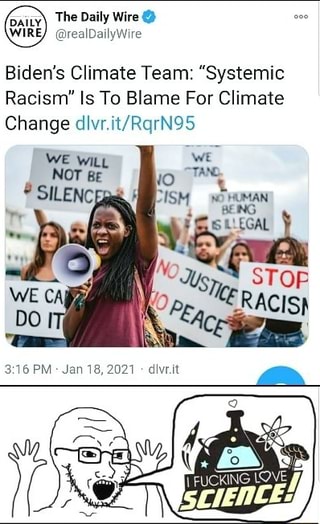 DAILY
WIRE
The Daily Wire
@realDailyWire
Biden's Climate Team: "Systemic
Racism" Is To Blame For Climate
Change dlvr.it/RqrN95
WE WILL
NOT BE
SILENCED
WE
STAND
NO
CISM
NO HUMAN
BEING
IS ILLEGAL
WE CAN
DO IT
NO JUSTICE
NO PEACE
STOP
RACISM
3:16 PM · Jan 18, 2021 · dlvr.it
I FUCKING LOVE
SCIENCE!